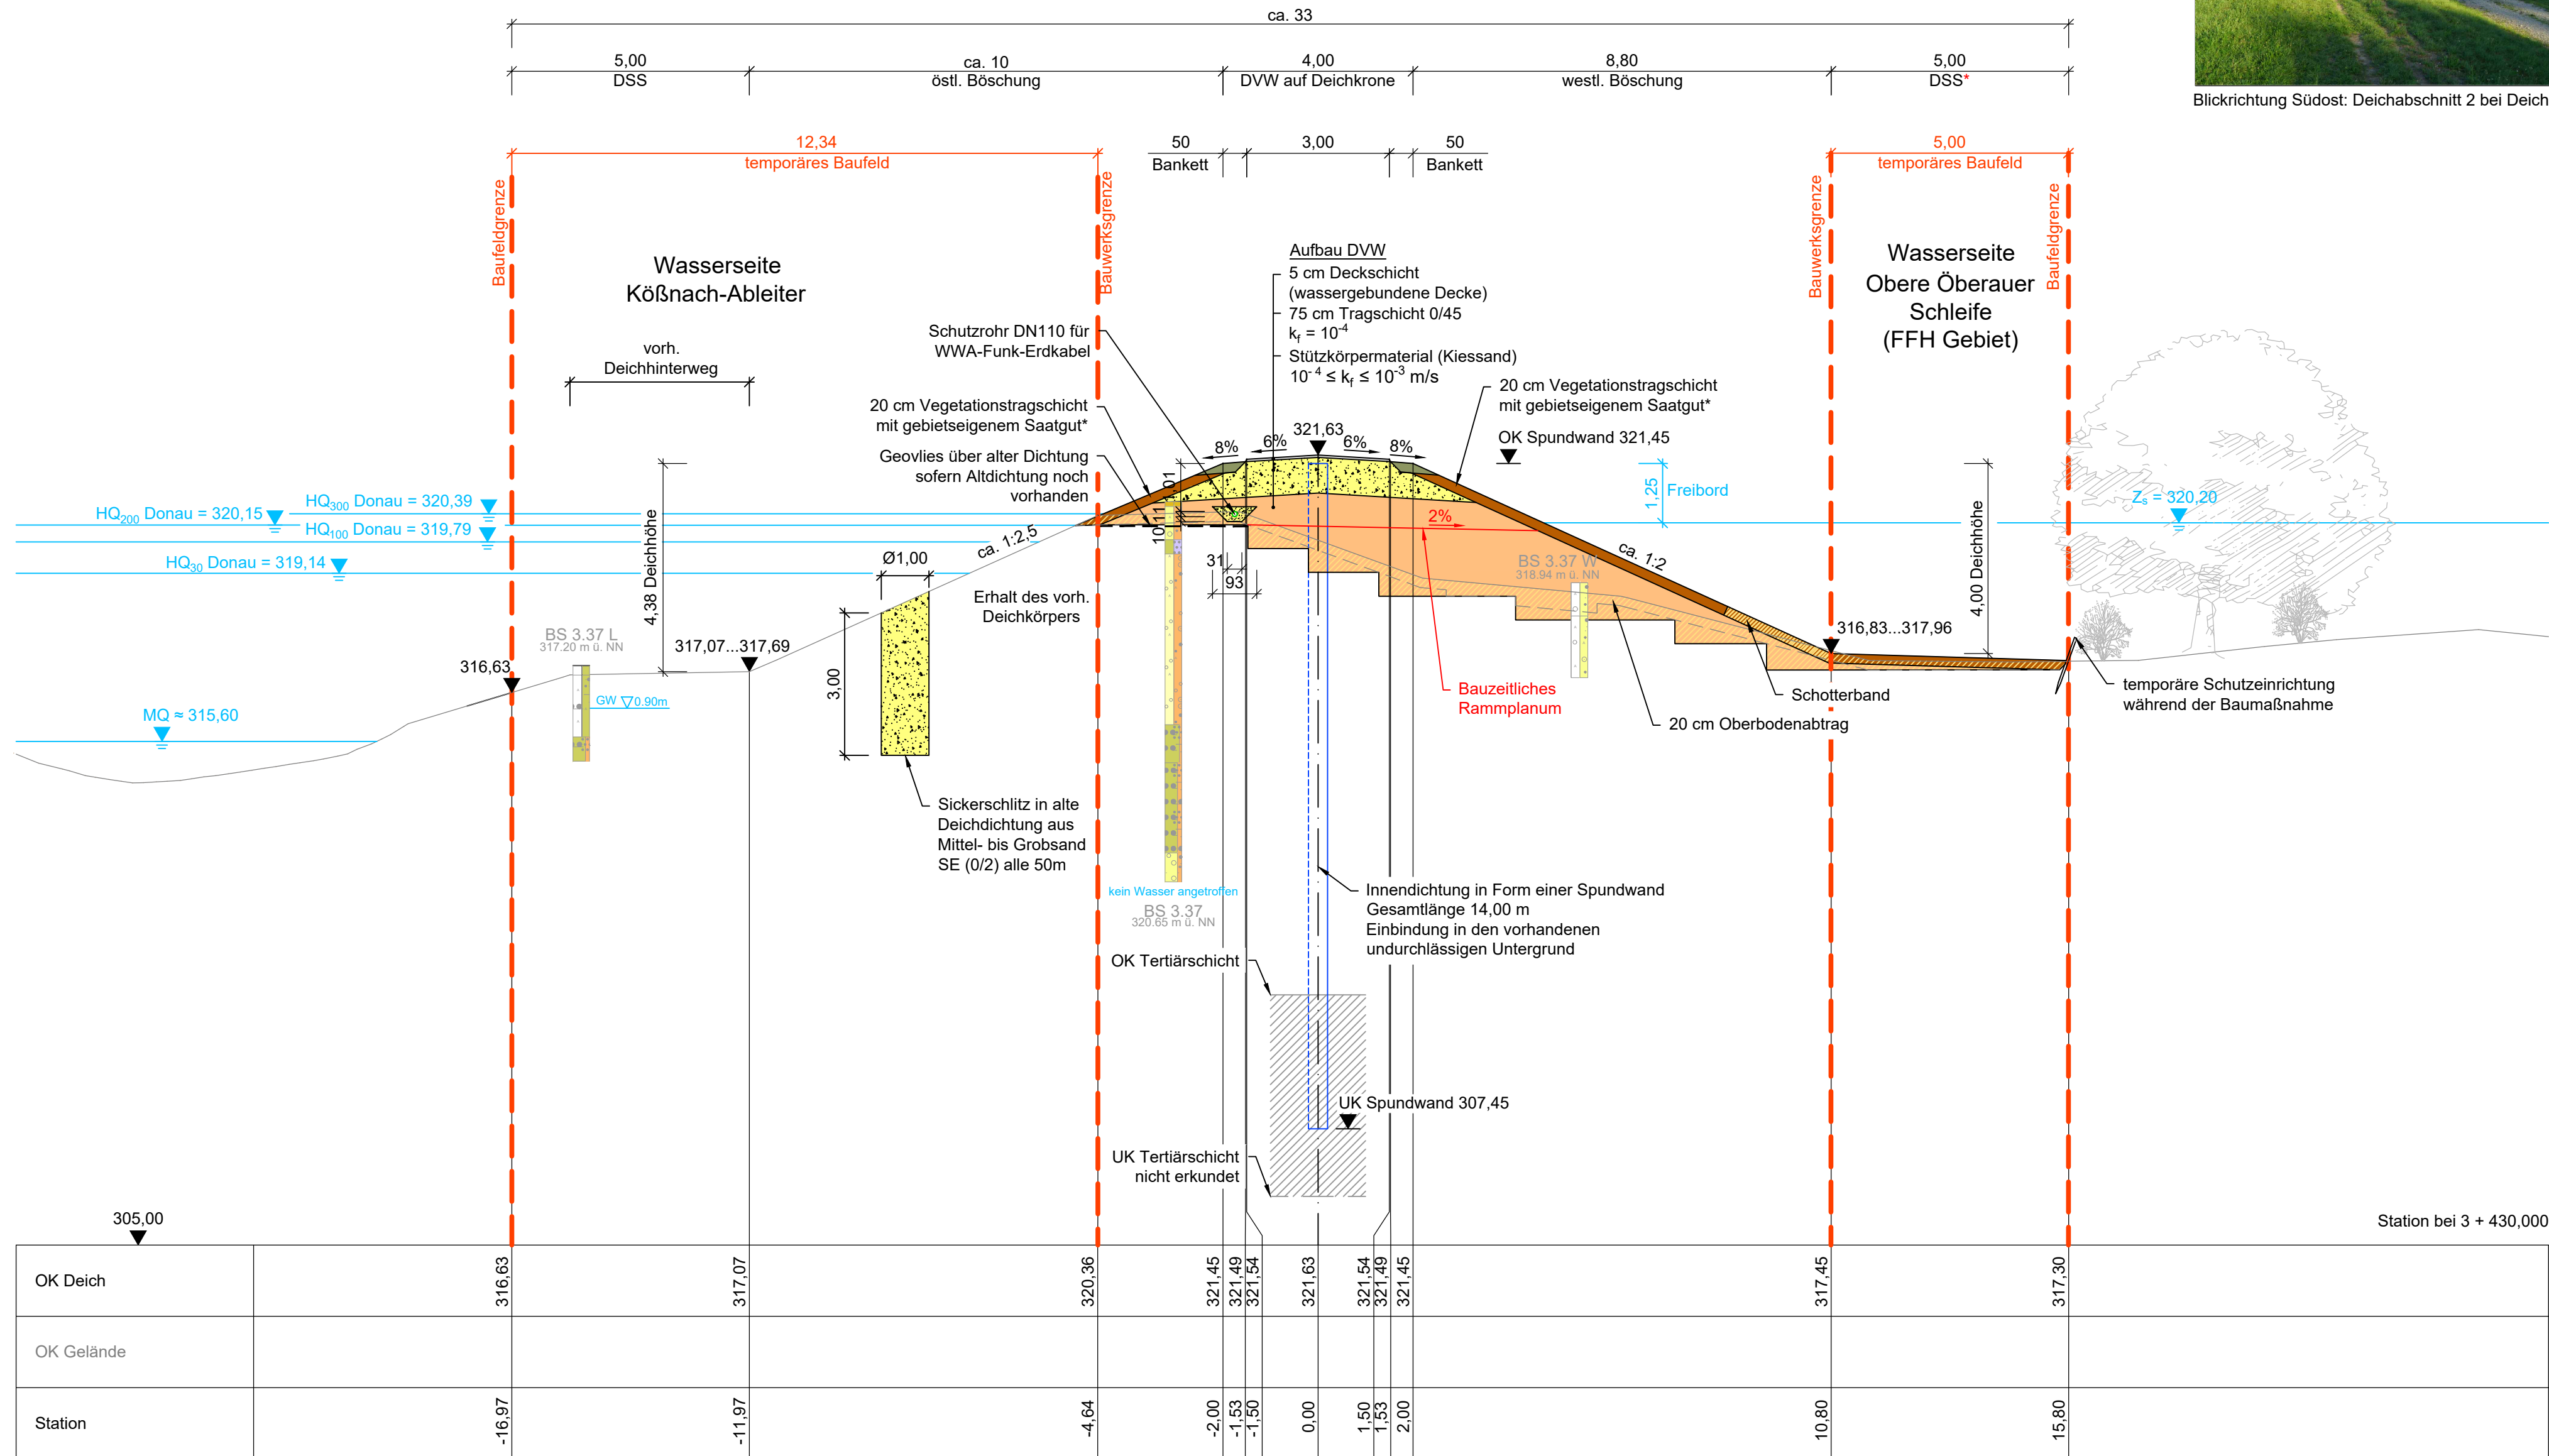 ca. 33
5,00
DSS
ca. 10
östl. Böschung
4,00
DVW auf Deichkrone
8,80
westl. Böschung
5,00
DSS*
Blickrichtung Südost: Deichabschnitt 2 bei Deich
12,34
temporäres Baufeld
50
Bankett
3,00
50
Bankett
5,00
temporäres Baufeld
Baufeldgrenze
Bauwerksgrenze
Bauwerksgrenze
Baufeldgrenze
Wasserseite
Kößnach-Ableiter
Wasserseite
Obere Öberauer
Schleife
(FFH Gebiet)
vorh.
Deichhinterweg
Aufbau DVW
5 cm Deckschicht
(wassergebundene Decke)
75 cm Tragschicht 0/45
kf = 10-4
Stützkörpermaterial (Kiessand)
10- 4 ≤ kf ≤ 10-3 m/s
Schutzrohr DN110 für
WWA-Funk-Erdkabel
20 cm Vegetationstragschicht
mit gebietseigenem Saatgut*
Geovlies über alter Dichtung
sofern Altdichtung noch
vorhanden
20 cm Vegetationstragschicht
mit gebietseigenem Saatgut*
OK Spundwand 321,45
8%
6%
321,63
6%
8%
1,25
Freibord
HQ300 Donau = 320,39
HQ200 Donau = 320,15
HQ100 Donau = 319,79
HQ30 Donau = 319,14
Zs = 320,20
4,38 Deichhöhe
4,00 Deichhöhe
ca. 1:2,5
2%
ca. 1:2
Ø1,00
31
93
Erhalt des vorh.
Deichkörpers
BS 3.37 W
318.94 m ü. NN
BS 3.37 L
317.20 m ü. NN
317,07...317,69
316,63
316,83...317,96
3,00
GW 0.90m
MQ ≈ 315,60
Bauzeitliches
Rammplanum
Schotterband
20 cm Oberbodenabtrag
temporäre Schutzeinrichtung
während der Baumaßnahme
Sickerschlitz in alte
Deichdichtung aus
Mittel- bis Grobsand
SE (0/2) alle 50m
kein Wasser angetroffen
BS 3.37
320.65 m ü. NN
Innendichtung in Form einer Spundwand
Gesamtlänge 14,00 m
Einbindung in den vorhandenen
undurchlässigen Untergrund
OK Tertiärschicht
UK Spundwand 307,45
UK Tertiärschicht
nicht erkundet
305,00
Station bei 3 + 430,000
OK Deich
316,63
317,07
320,36
321,45
321,49
321,54
321,63
321,54
321,49
321,45
317,45
317,30
OK Gelände
Station
-16,97
-11,97
-4,64
-2,00
-1,53
-1,50
0,00
1,50
1,53
2,00
10,80
15,80